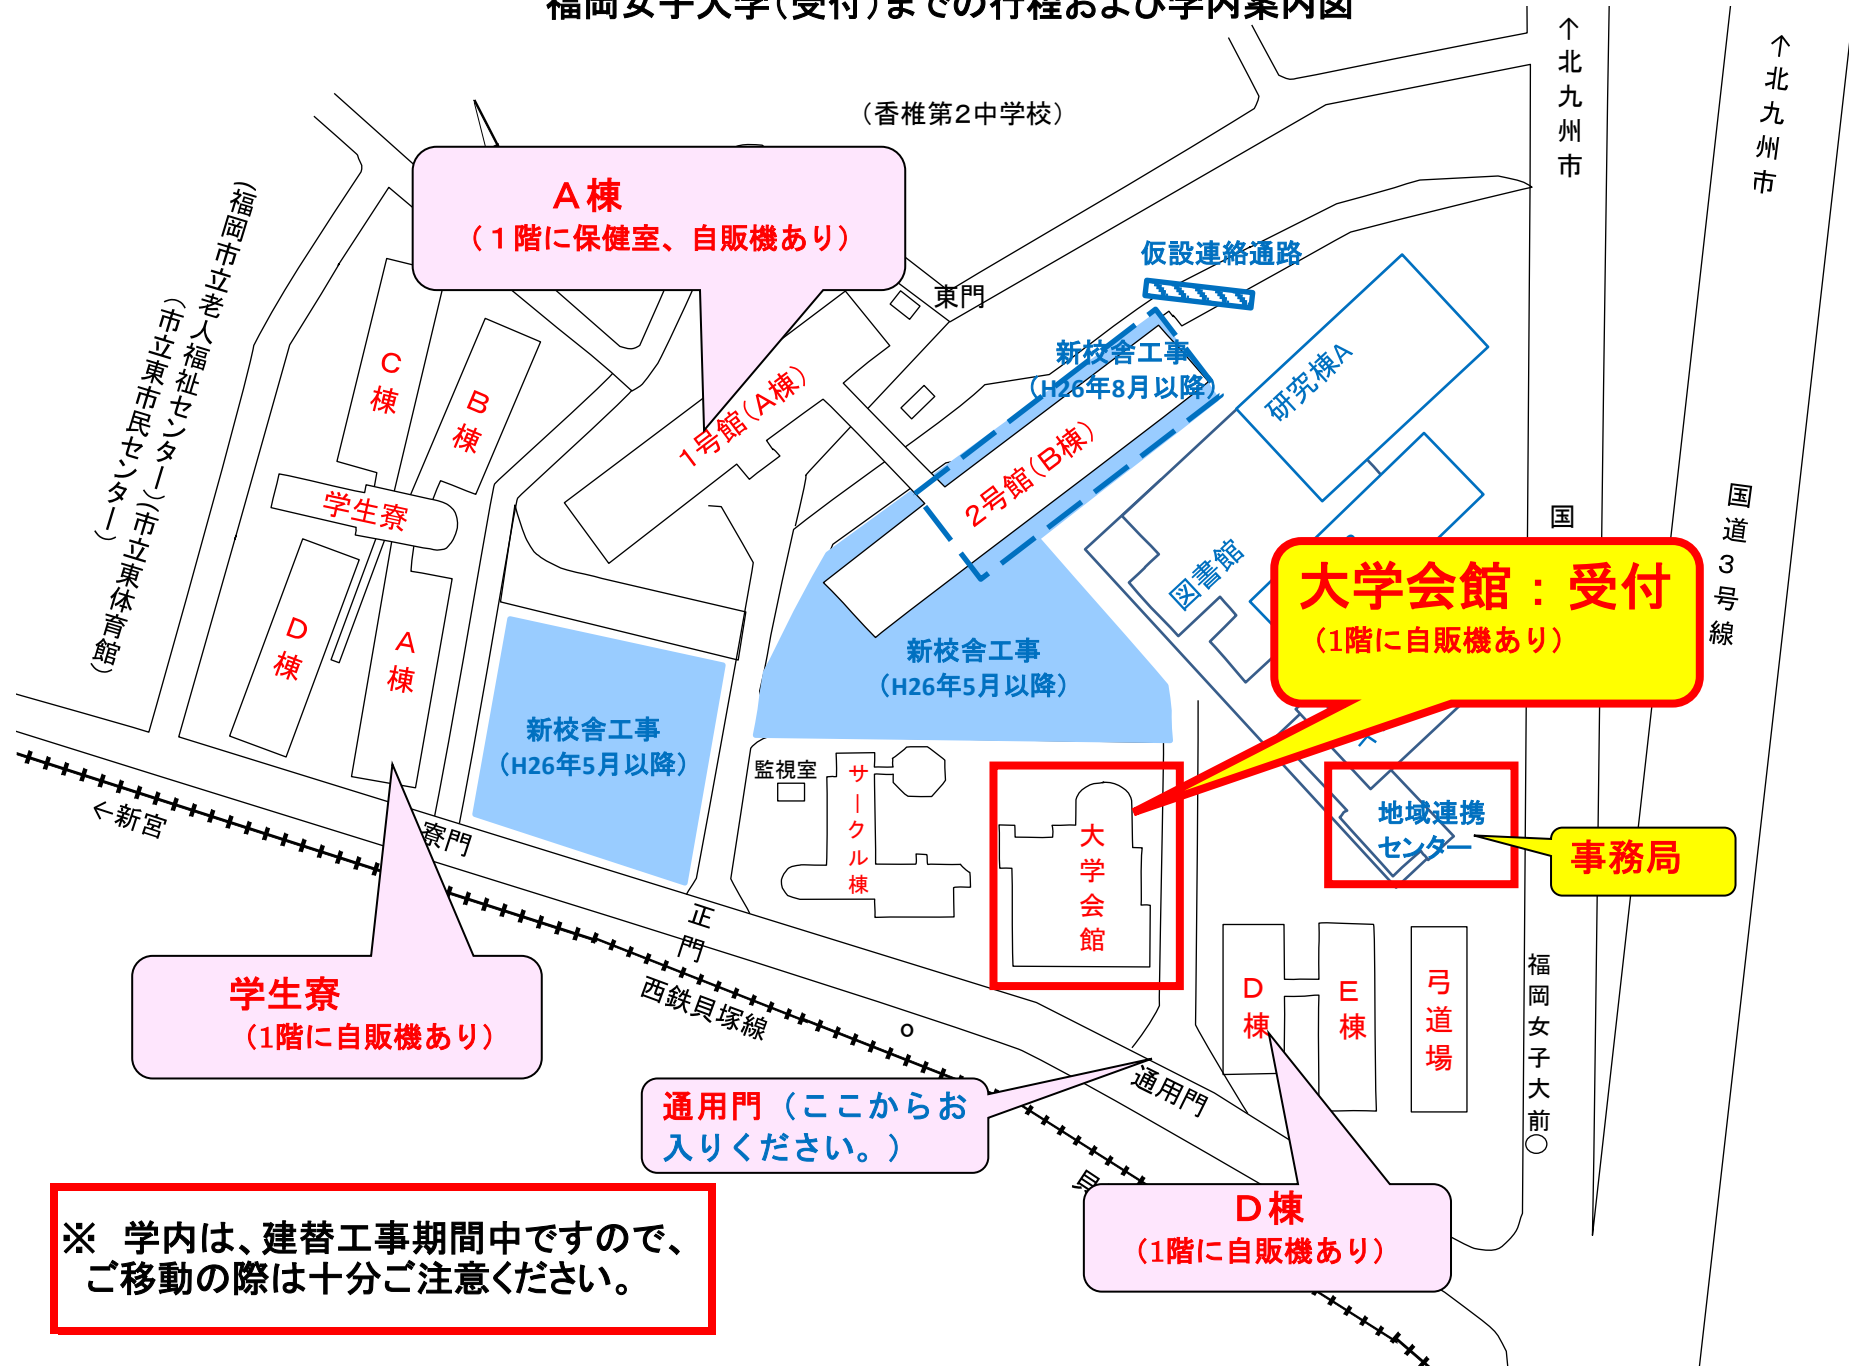 福岡女子大学(受付)までの行程および学内案内図
↑北九州市
↑北九州市
(香椎第2中学校)
A棟
(1階に保健室、自販機あり)
(福岡市立老人福祉センター)(市立東体育館)
(市立東市民センター)
東門
仮設連絡通路
新校舎工事
(H26年8月以降)
研究棟A
C棟
B棟
1号館(A棟)
2号館(B棟)
学生寮
国
国道3号線
図書館
大学会館:受付
(1階に自販機あり)
D棟
A棟
新校舎工事
(H26年5月以降)
新校舎工事
(H26年5月以降)
監視室
サークル棟
大学会館
地域連携
センター
事務局
←新宮
寮門
正門
西鉄貝塚線
学生寮
(1階に自販機あり)
D棟
E棟
弓道場
福岡女子大前
通用門
通用門(ここからお
入りください。)
D棟
(1階に自販機あり)
※ 学内は、建替工事期間中ですので、
ご移動の際は十分ご注意ください。